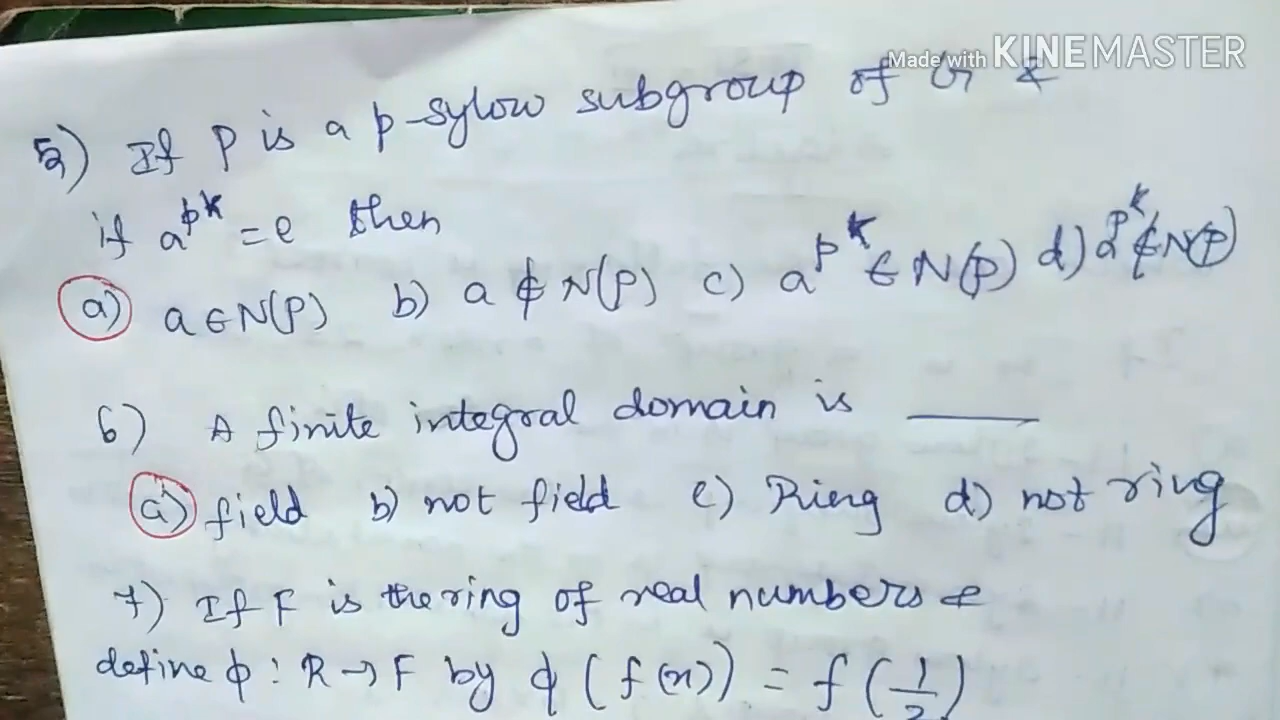 Made with KINEMASTER
5) If P is a p-sylow subgroup of G &
if a^{p^k} = e then
a) a ∈ N(P) b) a ∉ N(P) c) a^{p^k} ∈ N(P) d) a^{p^k} ∉ N(P)
6) A finite integral domain is ____
a) field b) not field c) Ring d) not ring
7) If F is the ring of real numbers &
define ϕ : R → F by ϕ (f(x)) = f(1/2)